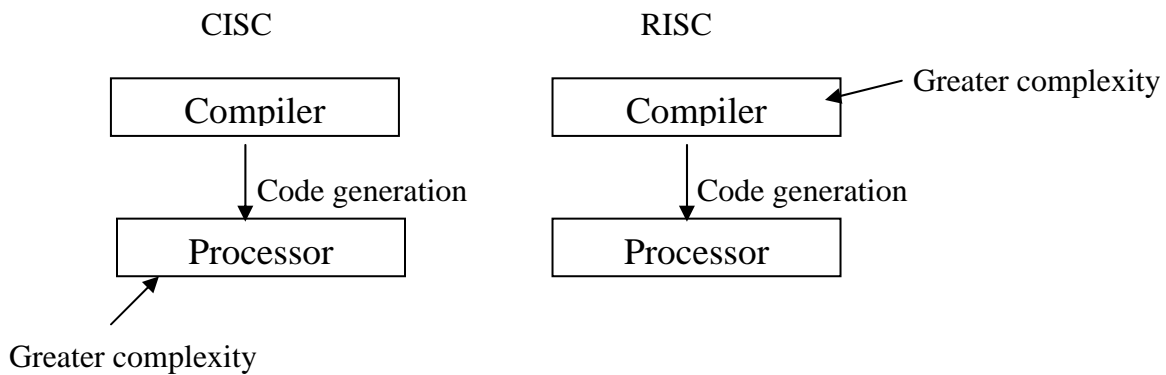 CISC
RISC
Compiler
Compiler
Greater complexity
Code generation
Code generation
Processor
Processor
Greater complexity